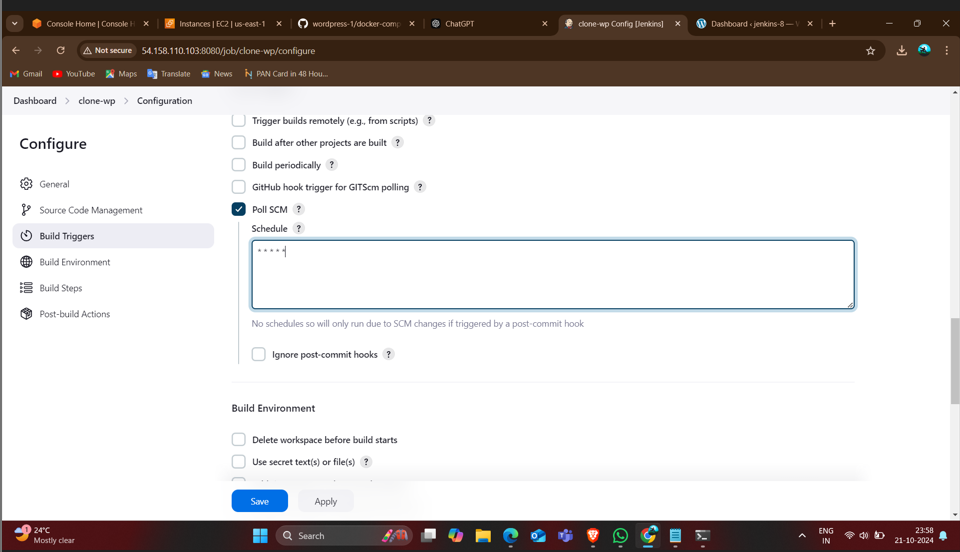 Console Home | Console H
Instances | EC2 | us-east-1
wordpress-1/docker-comp
ChatGPT
clone-wp Config [Jenkins]
Dashboard ‹ jenkins-8 — W
Not secure
54.158.110.103:8080/job/clone-wp/configure
Gmail
YouTube
Maps
Translate
News
PAN Card in 48 Hou...
Dashboard
clone-wp
Configuration
Configure
General
Source Code Management
Build Triggers
Build Environment
Build Steps
Post-build Actions
Trigger builds remotely (e.g., from scripts) ?
Build after other projects are built ?
Build periodically ?
GitHub hook trigger for GITScm polling ?
Poll SCM ?
Schedule ?
* * * * *
No schedules so will only run due to SCM changes if triggered by a post-commit hook
Ignore post-commit hooks ?
Build Environment
Delete workspace before build starts
Use secret text(s) or file(s) ?
Save
Apply
1
24°C
Mostly clear
Search
ENG
IN
23:58
21-10-2024